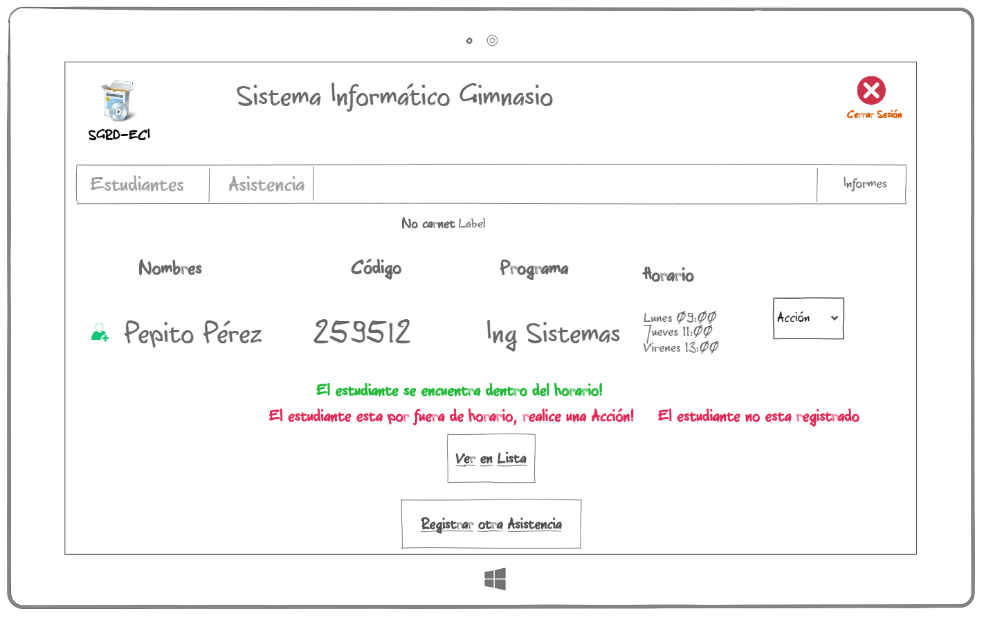 Sistema Informático Gimnasio
Cerrar Sesión
SGRD-ECI
Estudiantes
Asistencia
Informes
No carnet Label
Nombres
Código
Programa
Horario
Pepito Pérez
259512
Ing Sistemas
Lunes 09:00
Jueves 11:00
Virenes 13:00
Acción
El estudiante se encuentra dentro del horario!
El estudiante esta por fuera de horario, realice una Acción!
El estudiante no esta registrado
Ver en Lista
Registrar otra Asistencia